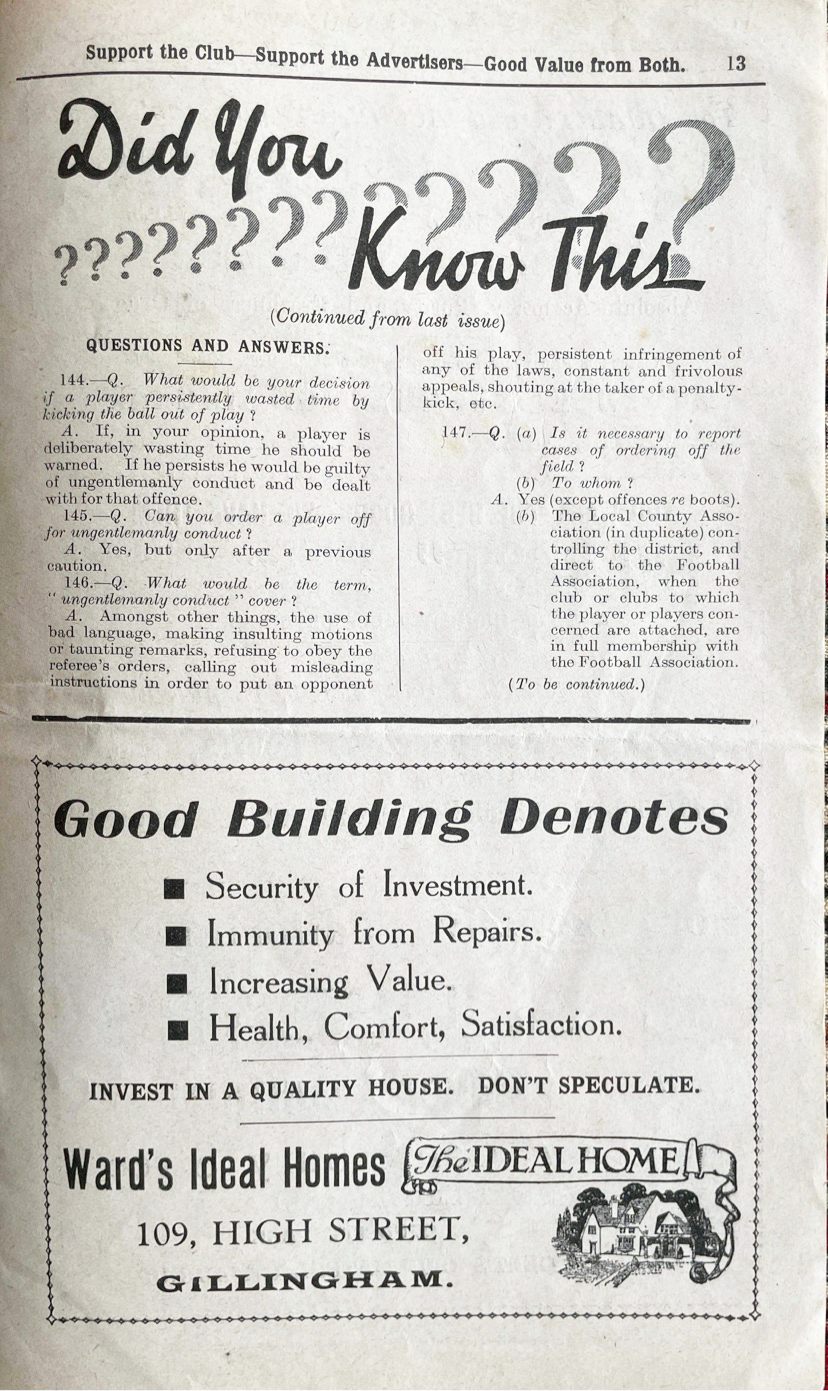 Support the Club—Support the Advertisers—Good Value from Both. 13
Did You
? ? ? ? ? ? ? ? ? ? ? ? ? ?
Know This
(Continued from last issue)
QUESTIONS AND ANSWERS.
144.—Q. What would be your decision
if a player persistently wasted time by
kicking the ball out of play ?
A. If, in your opinion, a player is
deliberately wasting time he should be
warned. If he persists he would be guilty
of ungentlemanly conduct and be dealt
with for that offence.
145.—Q. Can you order a player off
for ungentlemanly conduct ?
A. Yes, but only after a previous
caution.
146.—Q. What would be the term,
" ungentlemanly conduct " cover ?
A. Amongst other things, the use of
bad language, making insulting motions
or taunting remarks, refusing to obey the
referee's orders, calling out misleading
instructions in order to put an opponent
off his play, persistent infringement of
any of the laws, constant and frivolous
appeals, shouting at the taker of a penalty-
kick, etc.
147.—Q. (a) Is it necessary to report
cases of ordering off the
field ?
(b) To whom ?
A. Yes (except offences re boots).
(b) The Local County Asso-
ciation (in duplicate) con-
trolling the district, and
direct to the Football
Association, when the
club or clubs to which
the player or players con-
cerned are attached, are
in full membership with
the Football Association.
(To be continued.)
Good Building Denotes
■ Security of Investment.
■ Immunity from Repairs.
■ Increasing Value.
■ Health, Comfort, Satisfaction.
INVEST IN A QUALITY HOUSE. DON'T SPECULATE.
Ward's Ideal Homes
The IDEAL HOME
109, HIGH STREET,
GILLINGHAM.